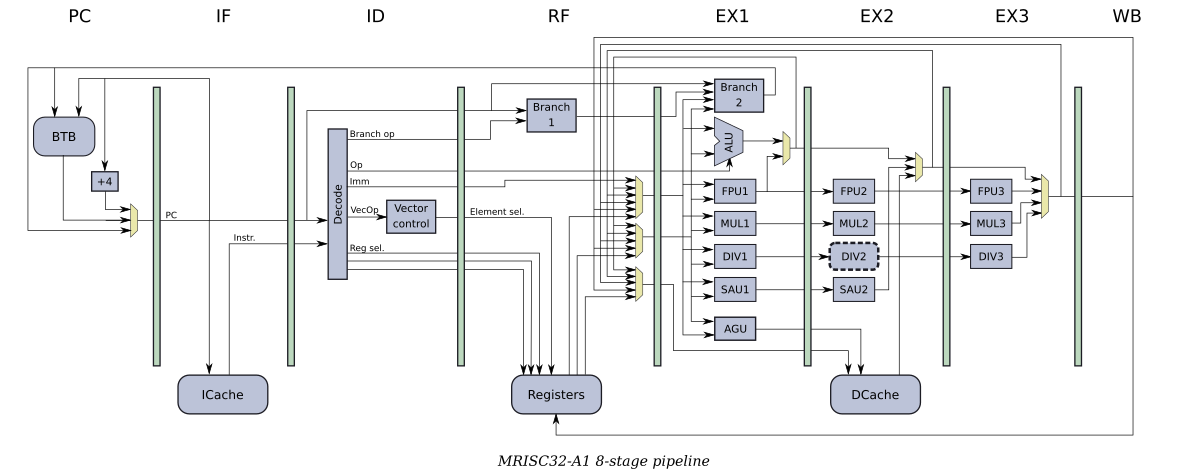 PC IF ID RF EX1 EX2 EX3 WB
BTB
+4
PC
Instr.
ICache
Decode
Branch op
Op
Imm
VecOp
Vector
control
Element sel.
Reg sel.
Branch
1
Registers
Branch
2
ALU
FPU1
MUL1
DIV1
SAU1
AGU
FPU2
MUL2
DIV2
SAU2
DCache
FPU3
MUL3
DIV3
MRISC32-A1 8-stage pipeline